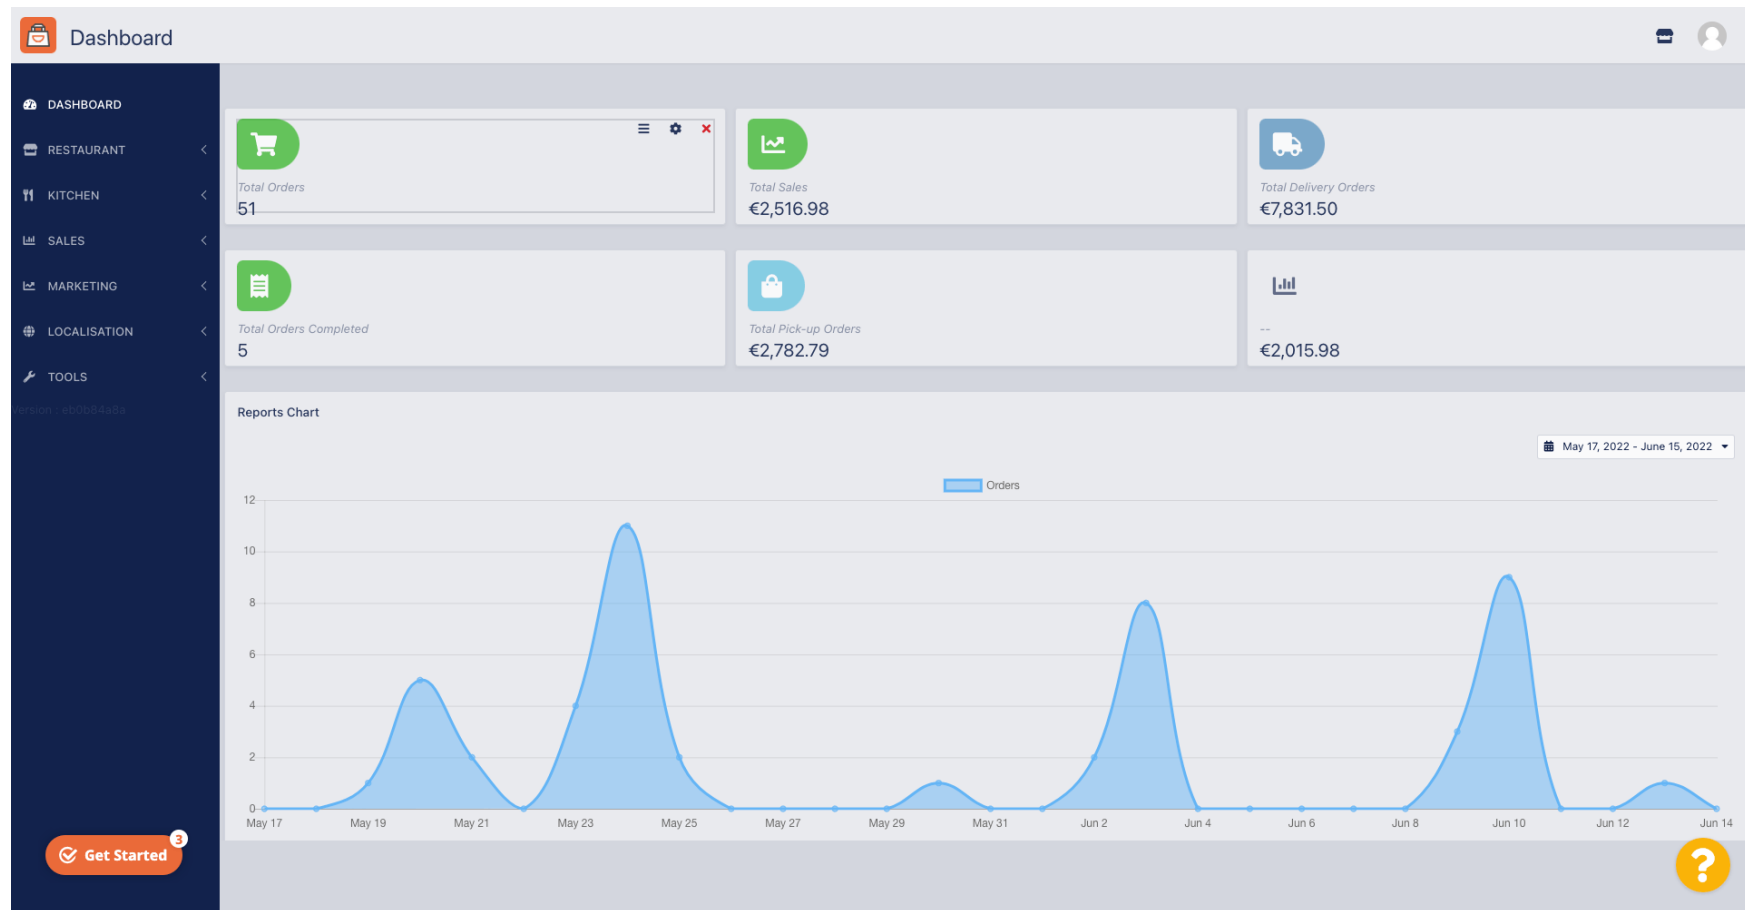 Dashboard
DASHBOARD
RESTAURANT
KITCHEN
SALES
MARKETING
LOCALISATION
TOOLS
Version : eb0b84a8a
Get Started
3
Total Orders
51
Total Sales
€2,516.98
Total Delivery Orders
€7,831.50
Total Orders Completed
5
Total Pick-up Orders
€2,782.79
--
€2,015.98
Reports Chart
May 17, 2022 - June 15, 2022
Orders
12
10
8
6
4
2
0
May 17 May 19 May 21 May 23 May 25 May 27 May 29 May 31 Jun 2 Jun 4 Jun 6 Jun 8 Jun 10 Jun 12 Jun 14
?